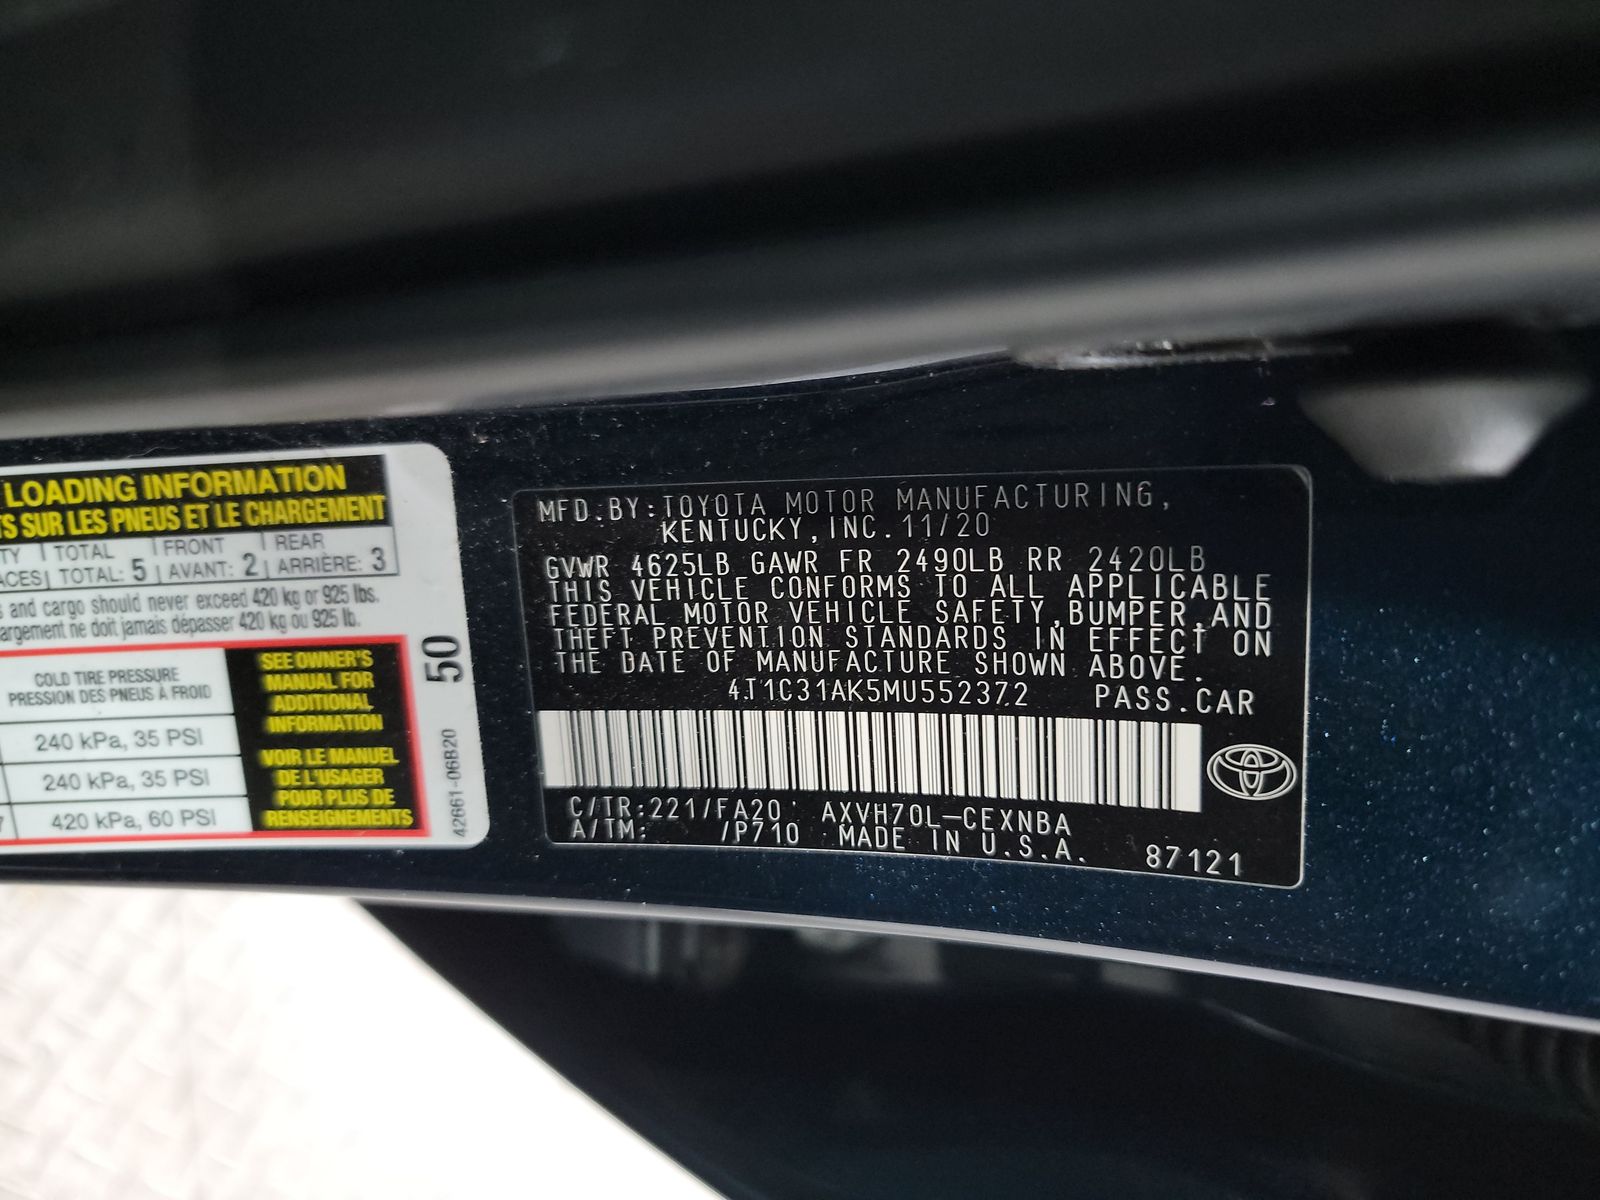 LOADING INFORMATION
TS SUR LES PNEUS ET LE CHARGEMENT
TY TOTAL FRONT REAR
ACES TOTAL: 5 AVANT: 2 ARRIÈRE: 3
s and cargo should never exceed 420 kg or 925 lbs.
argement ne doit jamais dépasser 420 kg ou 925 lb.
COLD TIRE PRESSURE
PRESSION DES PNEUS À FROID
240 kPa, 35 PSI
240 kPa, 35 PSI
7 420 kPa, 60 PSI
SEE OWNER'S
MANUAL FOR
ADDITIONAL
INFORMATION
VOIR LE MANUEL
DE L'USAGER
POUR PLUS DE
RENSEIGNEMENTS
50
42661-06B20
MFD.BY:TOYOTA MOTOR MANUFACTURING,
KENTUCKY,INC.11/20
GVWR 4625LB GAWR FR 2490LB RR 2420LB
THIS VEHICLE CONFORMS TO ALL APPLICABLE
FEDERAL MOTOR VEHICLE SAFETY,BUMPER,AND
THEFT PREVENTION STANDARDS IN EFFECT ON
THE DATE OF MANUFACTURE SHOWN ABOVE.
4T1C31AK5MU552372 PASS.CAR
C/TR:221/FA20 AXVH70L-CEXNBA
A/TM: /P710 MADE IN U.S.A. 87121